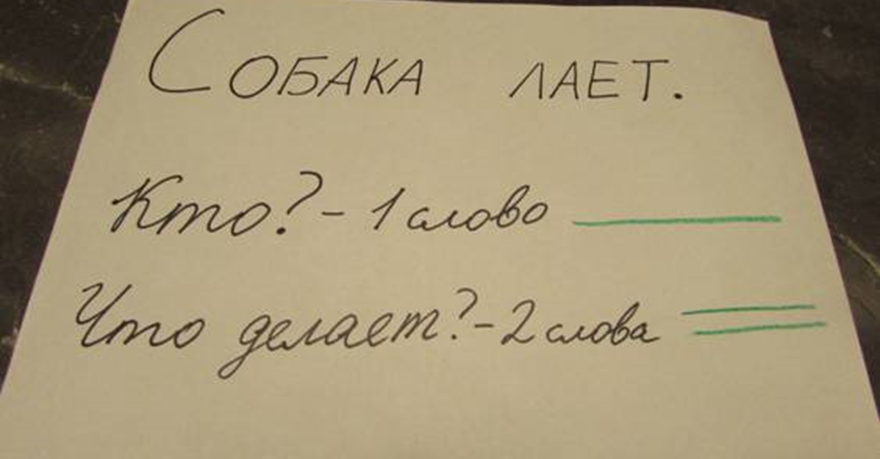 СОБАКА ЛАЕТ.
Кто? - 1 слово
Что делает? - 2 слова